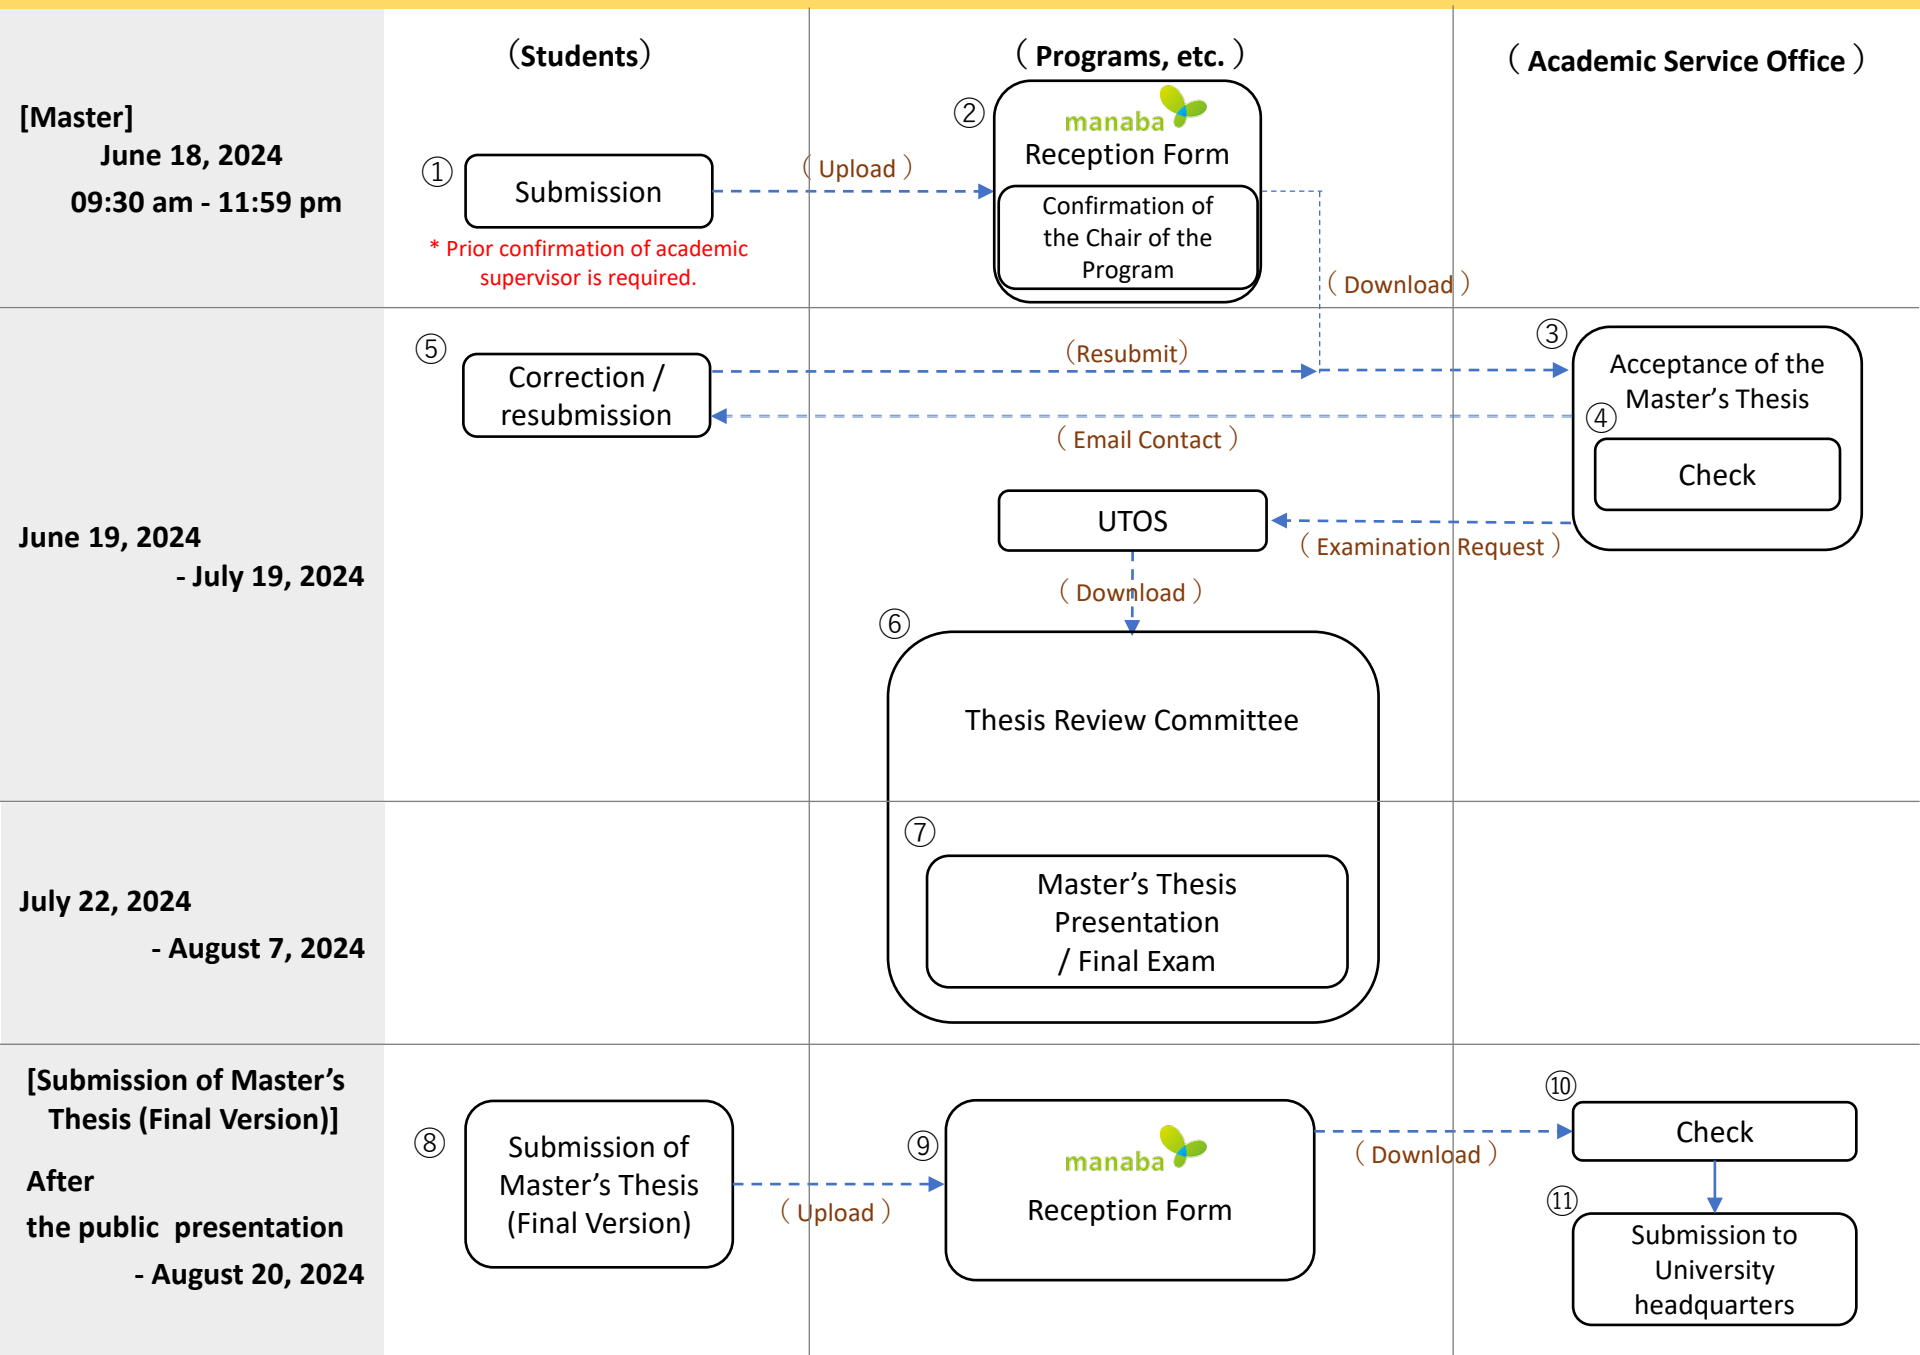 （Students）
（ Programs, etc. ）
（ Academic Service Office ）
[Master]
June 18, 2024
09:30 am - 11:59 pm
①
Submission
* Prior confirmation of academic
supervisor is required.
（ Upload ）
②
manaba
Reception Form
Confirmation of
the Chair of the
Program
（ Download ）
June 19, 2024
- July 19, 2024
⑤
Correction /
resubmission
（Resubmit）
（ Email Contact ）
③
Acceptance of the
Master’s Thesis
④
Check
UTOS
（ Examination Request ）
（ Download ）
⑥
Thesis Review Committee
July 22, 2024
- August 7, 2024
⑦
Master’s Thesis
Presentation
/ Final Exam
[Submission of Master’s
Thesis (Final Version)]
After
the public  presentation
- August 20, 2024
⑧
Submission of
Master’s Thesis
(Final Version)
（ Upload ）
⑨
manaba
Reception Form
（ Download ）
⑩
Check
⑪
Submission to
University
headquarters